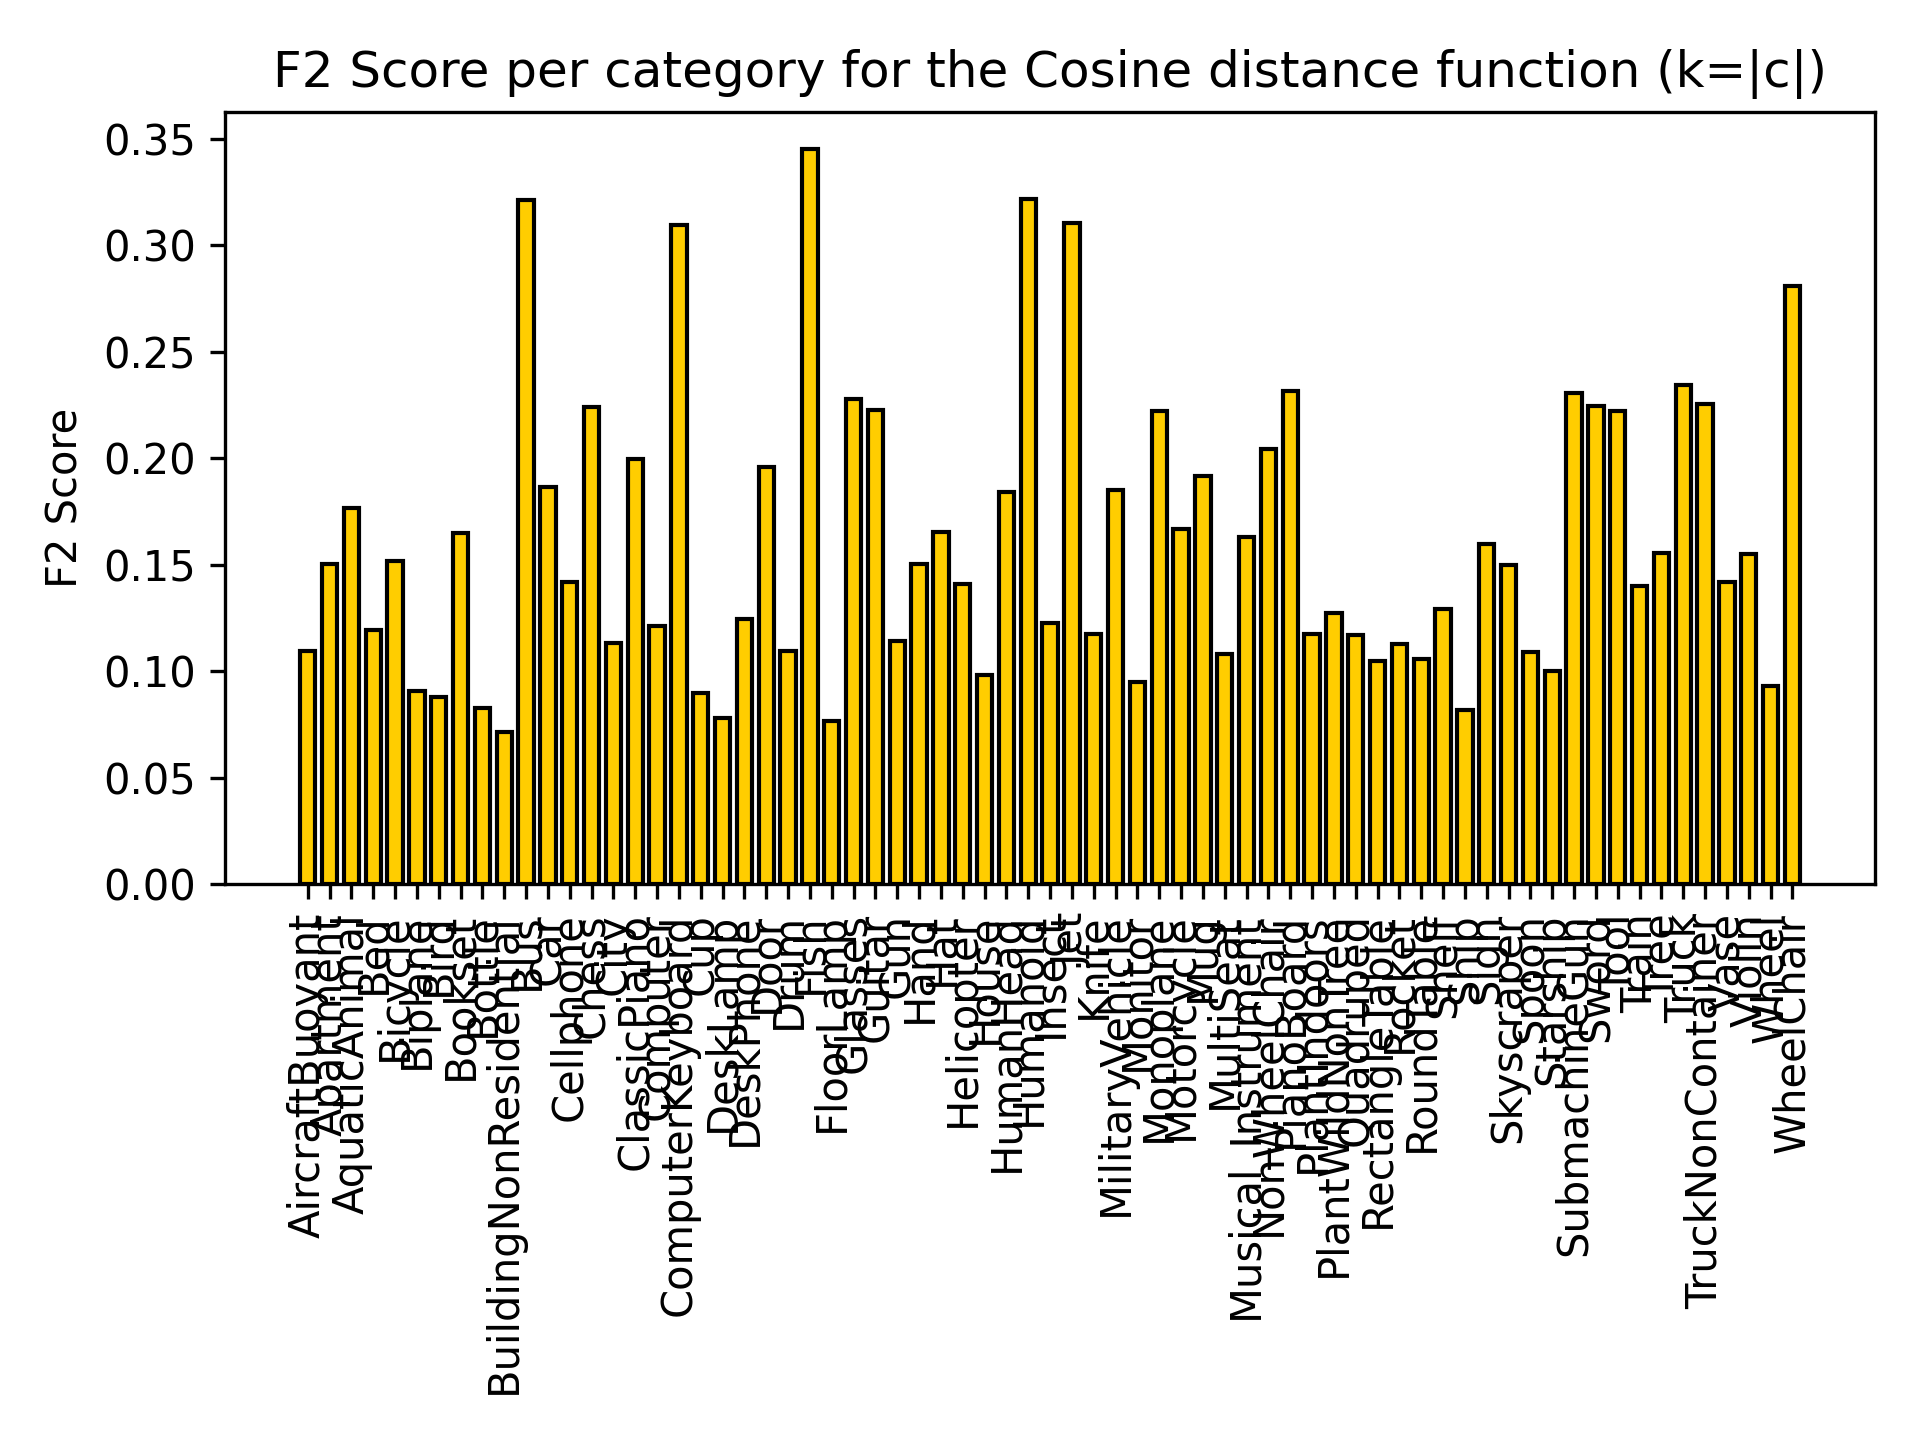 F2 Score per category for the Cosine distance function (k=|c|)
F2 Score
0.35
0.30
0.25
0.20
0.15
0.10
0.05
0.00
AircraftBuoyant
Apartment
AquaticAnimal
Bed
Bicycle
Biplane
Bird
Bookset
Bottle
BuildingNonResidential
Bus
Car
Cellphone
Chess
City
ClassicPiano
Computer
ComputerKeyboard
Cup
DeskLamp
DeskPhone
Door
Drum
Fish
FloorLamp
Glasses
Guitar
Gun
Hand
Hat
Helicopter
House
HumanHead
Humanoid
Insect
Jet
Knife
MilitaryVehicle
Monitor
Monoplane
Motorcycle
Mug
MultiSeat
Musical_Instrument
NonWheelChair
PianoBoard
PlantIndoors
PlantWildNonTree
Quadruped
RectangleTable
Rocket
RoundTable
Shelf
Ship
Sign
Skyscraper
Spoon
Starship
SubmachineGun
Sword
Tool
Train
Tree
Truck
TruckNonContainer
Vase
Violin
Wheel
WheelChair